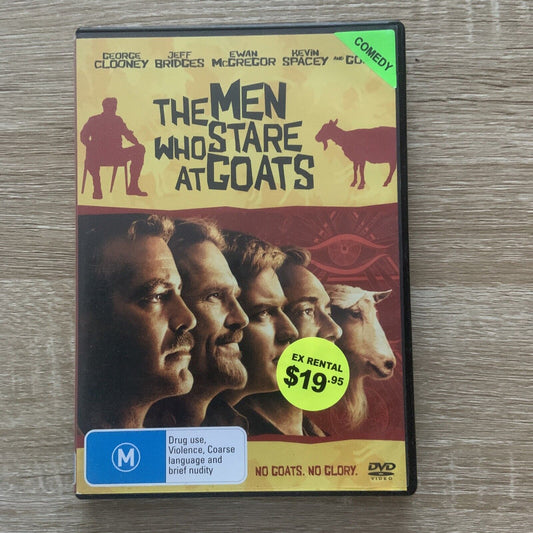 GEORGE CLOONEY JEFF BRIDGES EWAN McGREGOR KEVIN SPACEY AND
COMEDY
THE MEN
WHO STARE
AT GOATS
EX RENTAL
$19.95
M
Drug use,
Violence, Coarse
language and
brief nudity
NO GOATS. NO GLORY.
DVD
VIDEO